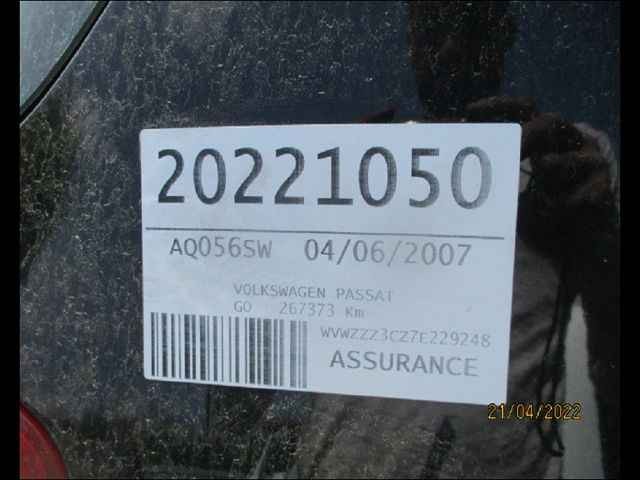 20221050
AQ056SW 04/06/2007
VOLKSWAGEN PASSAT
GO 267373 Km
WVWZZZ3CZ7E229248
ASSURANCE
21/04/2022